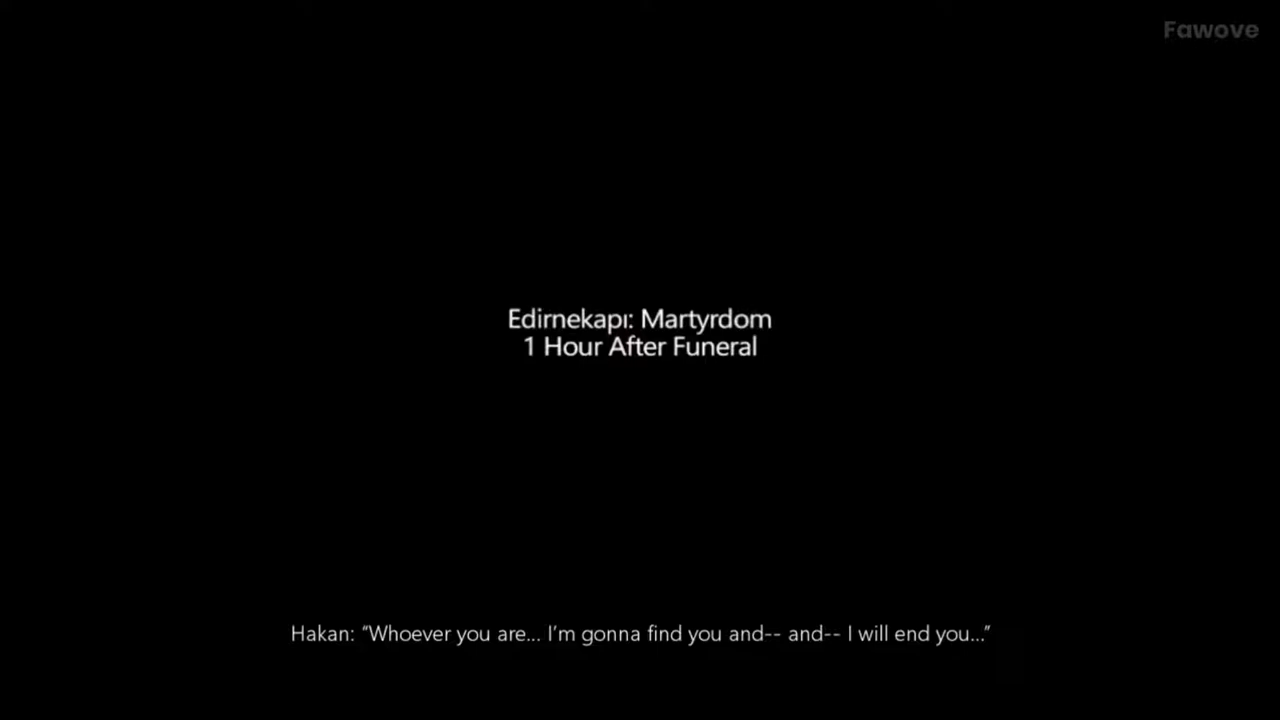 Fawove
Edirnekapı: Martyrdom
1 Hour After Funeral
Hakan: “Whoever you are... I’m gonna find you and-- and-- I will end you...”